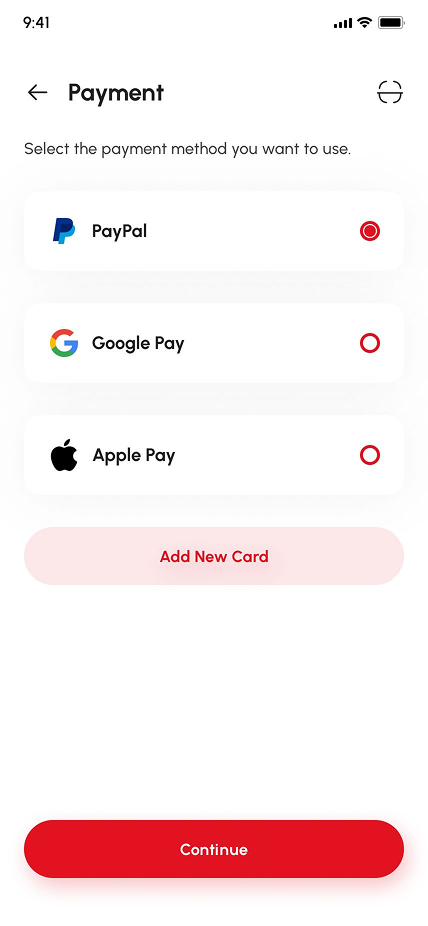 9:41
Payment
Select the payment method you want to use.
PayPal
Google Pay
Apple Pay
Add New Card
Continue